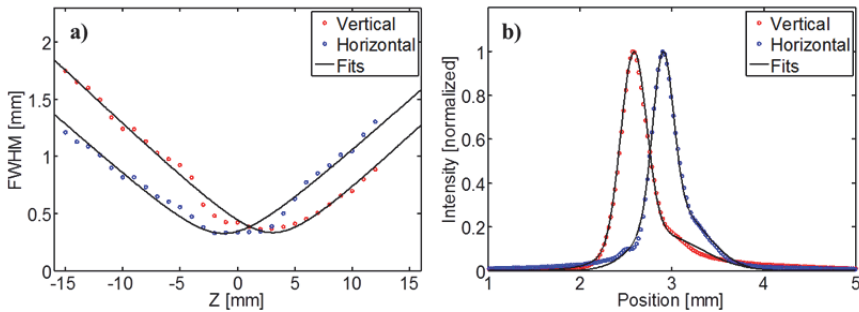 a)
Vertical
Horizontal
Fits
FWHM [mm]
2
1.5
1
0.5
0
-15 -10 -5 0 5 10 15
Z [mm]
b)
Vertical
Horizontal
Fits
Intensity [normalized]
1
0.8
0.6
0.4
0.2
0
1 2 3 4 5
Position [mm]